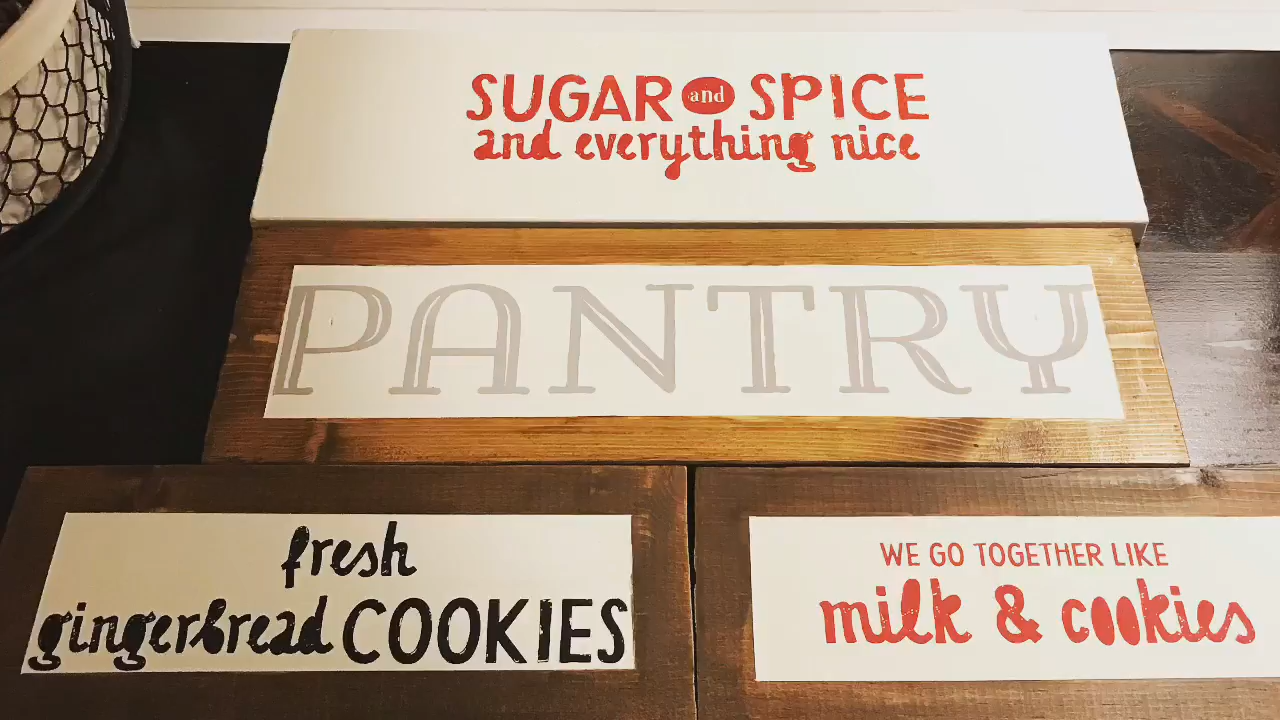 SUGAR and SPICE
and everything nice
PANTRY
fresh
gingerbread COOKIES
WE GO TOGETHER LIKE
milk & cookies